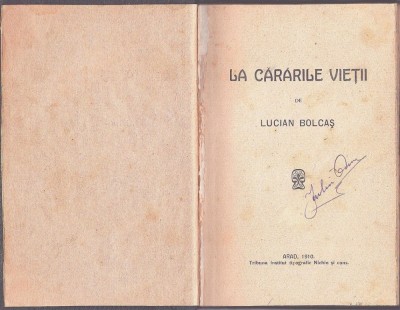 LA CĂRĂRILE VIEȚII
DE
LUCIAN BOLCAȘ
ARAD, 1910.
Tribuna Institut tipografic Nichin și cons.